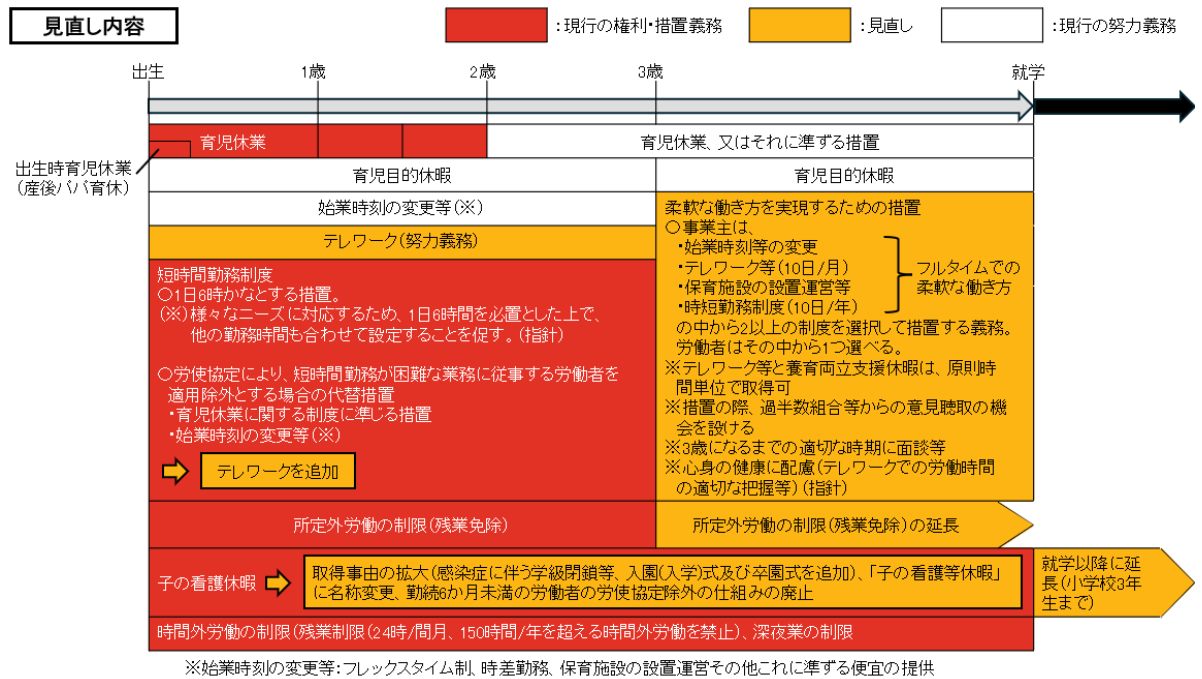 見直し内容
:現行の権利・措置義務
:見直し
:現行の努力義務
出生
1歳
2歳
3歳
就学
育児休業
育児休業、又はそれに準ずる措置
出生時育児休業
(産後パパ育休)
育児目的休暇
育児目的休暇
始業時刻の変更等(※)
テレワーク(努力義務)
短時間勤務制度
〇1日6時かなとする措置。
(※)様々なニーズに対応するため、1日6時間を必置とした上で、
他の勤務時間も合わせて設定することを促す。(指針)
〇労使協定により、短時間勤務が困難な業務に従事する労働者を
適用除外とする場合の代替措置
・育児休業に関する制度に準じる措置
・始業時刻の変更等(※)
テレワークを追加
柔軟な働き方を実現するための措置
〇事業主は、
・始業時刻等の変更
・テレワーク等(10日/月)
・保育施設の設置運営等
・時短勤務制度(10日/年)
フルタイムでの
柔軟な働き方
の中から2以上の制度を選択して措置する義務。
労働者はその中から1つ選べる。
※テレワーク等と養育両立支援休暇は、原則時
間単位で取得可
※措置の際、過半数組合等からの意見聴取の機
会を設ける
※3歳になるまでの適切な時期に面談等
※心身の健康に配慮(テレワークでの労働時間
の適切な把握等)(指針)
所定外労働の制限(残業免除)
所定外労働の制限(残業免除)の延長
子の看護休暇
取得事由の拡大(感染症に伴う学級閉鎖等、入園(入学)式及び卒園式を追加)、「子の看護等休暇」
に名称変更、勤続6か月未満の労働者の労使協定除外の仕組みの廃止
就学以降に延
長(小学校3年
生まで)
時間外労働の制限(残業制限(24時/間月、150時間/年を超える時間外労働を禁止)、深夜業の制限
※始業時刻の変更等:フレックスタイム制、時差勤務、保育施設の設置運営その他これに準ずる便宜の提供